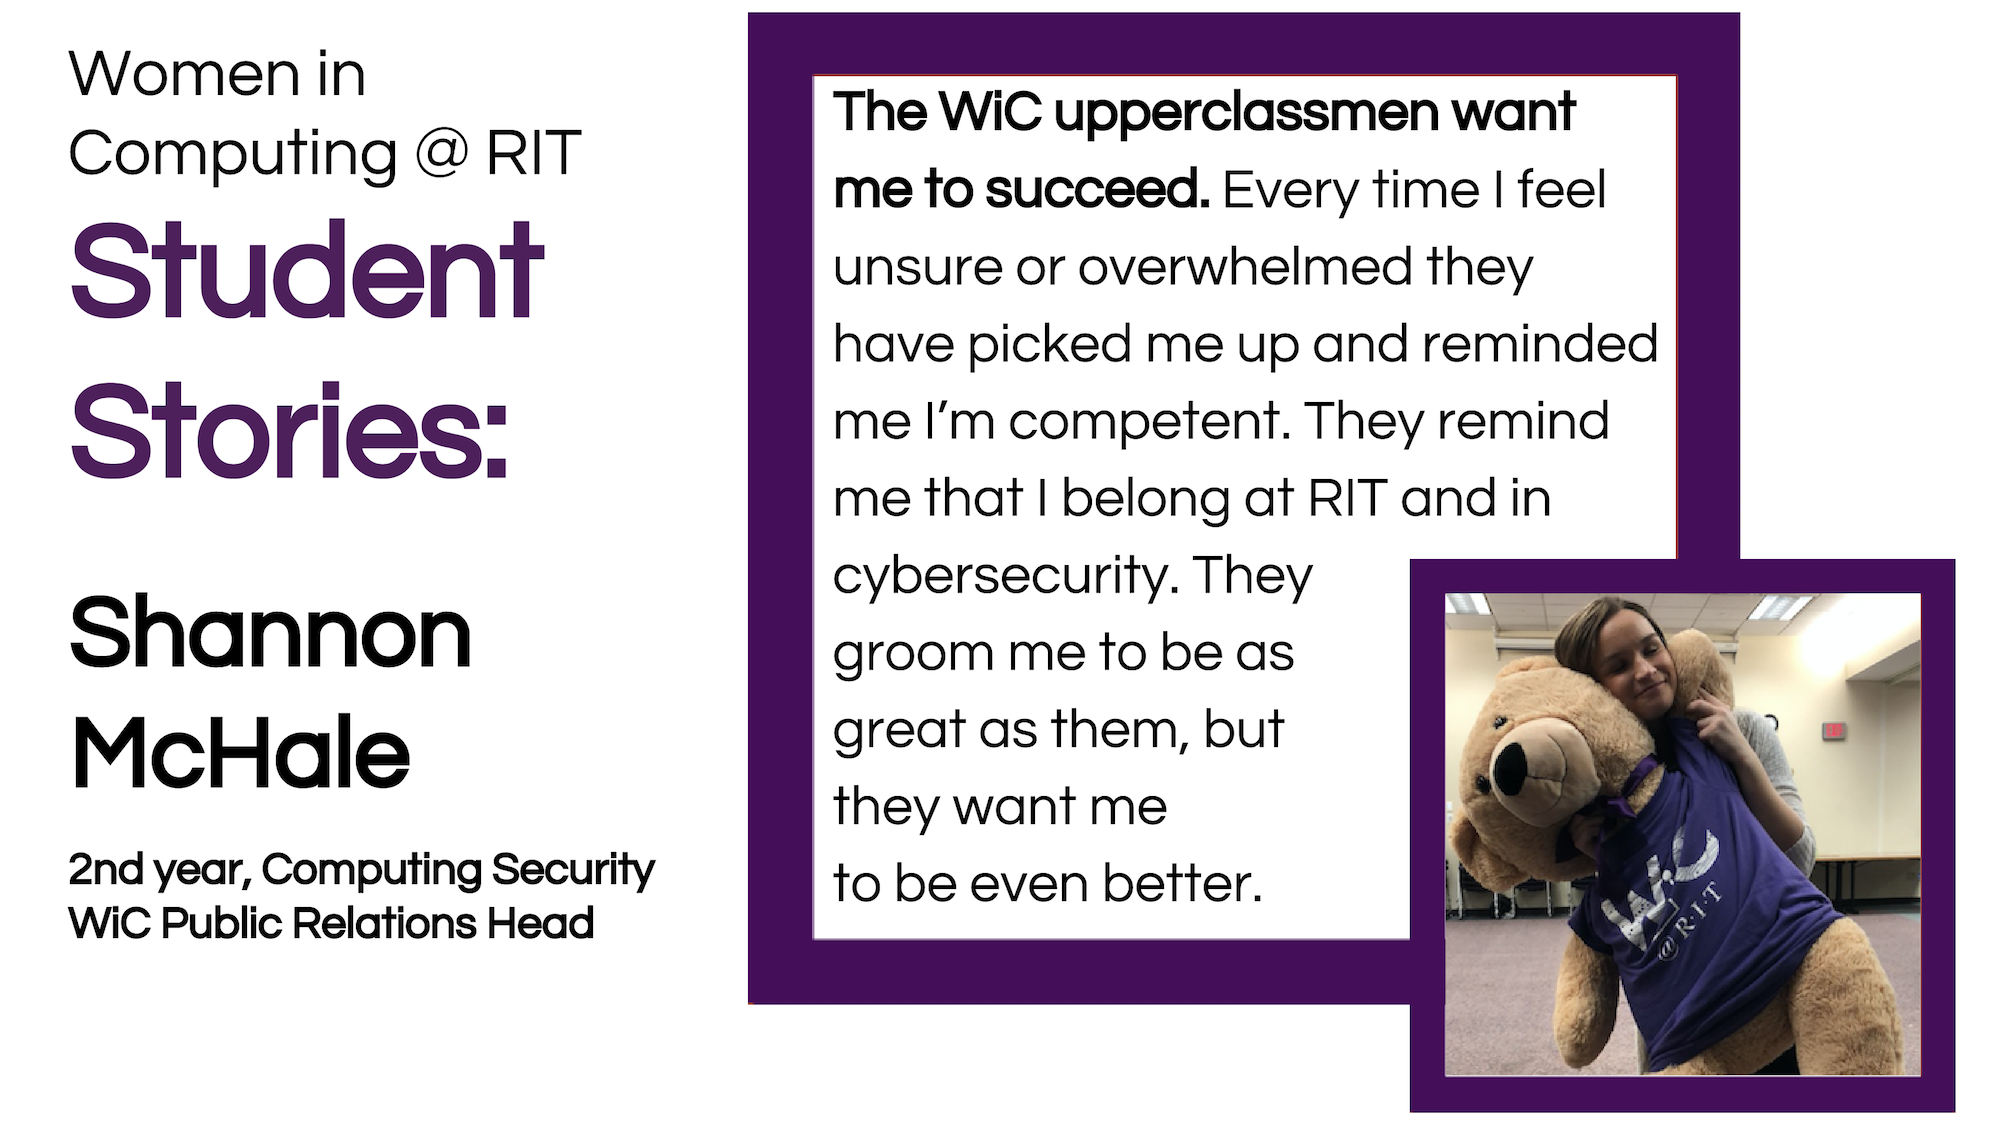 Women in
Computing @ RIT
Student
Stories:
Shannon
McHale
2nd year, Computing Security
WiC Public Relations Head
The WiC upperclassmen want
me to succeed. Every time I feel
unsure or overwhelmed they
have picked me up and reminded
me I’m competent. They remind
me that I belong at RIT and in
cybersecurity. They
groom me to be as
great as them, but
they want me
to be even better.
EXIT
WiC
@ R·I·T